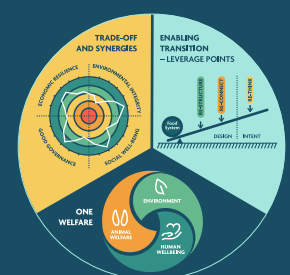 TRADE-OFF
AND SYNERGIES
ECONOMIC RESILIENCE
ENVIRONMENTAL INTEGRITY
GOOD GOVERNANCE
SOCIAL WELL-BEING
ENABLING
TRANSITION
– LEVERAGE POINTS
RE-STRUCTURE
RE-CONNECT
RE-THINK
Food
System
DESIGN
INTENT
ONE
WELFARE
ENVIRONMENT
ANIMAL
WELFARE
HUMAN
WELLBEING